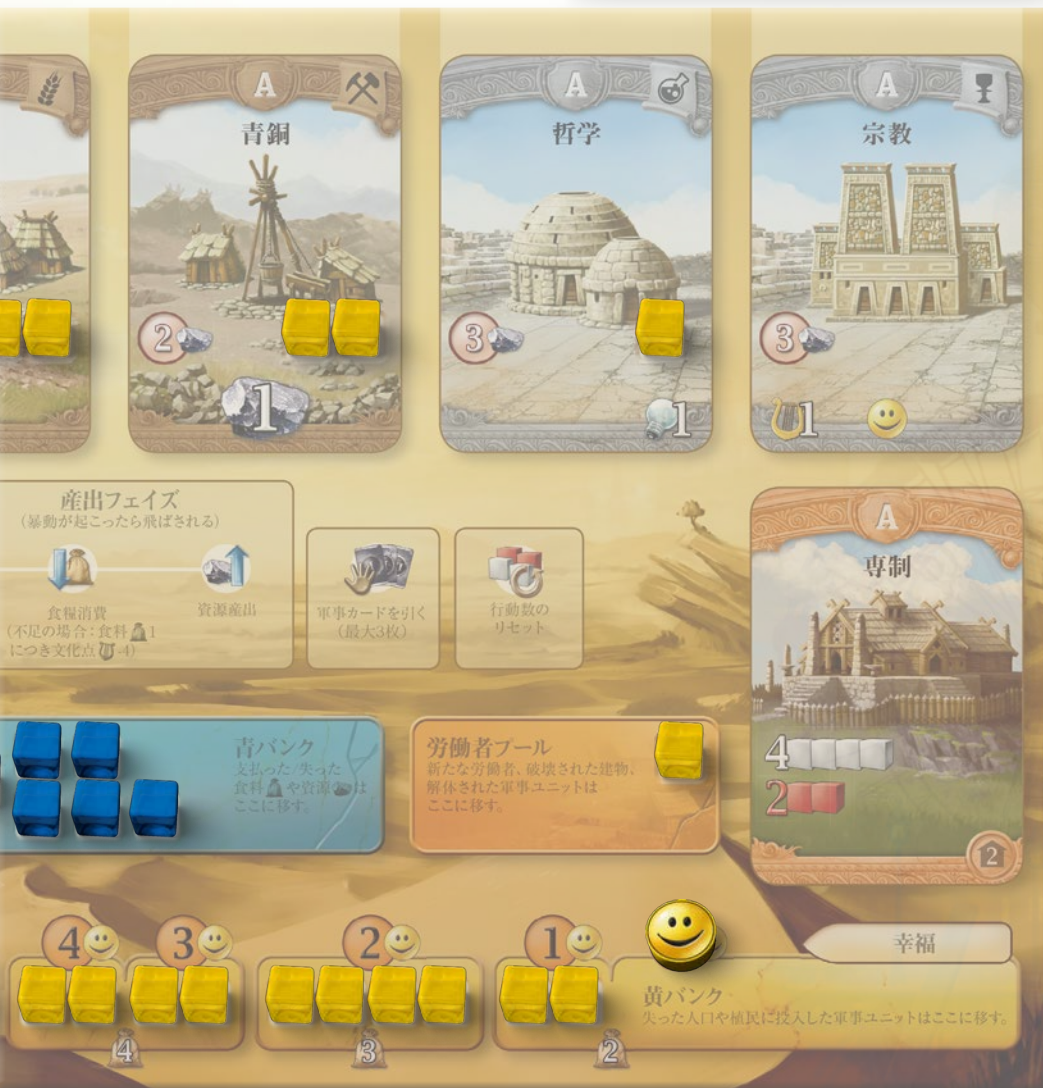 A
青銅
2
1
A
哲学
3
1
A
宗教
3
1
産出フェイズ
(暴動が起こったら飛ばされる)
食糧消費
(不足の場合:食料1
につき文化点-4)
資源産出
軍事カードを引く
(最大3枚)
行動数の
リセット
A
専制
4
2
2
青バンク
支払った/失った
食料や資源は
ここに移す。
労働者プール
新たな労働者、破壊された建物、
解体された軍事ユニットは
ここに移す。
4
3
2
1
幸福
黄バンク
失った人口や植民に投入した軍事ユニットはここに移す。
4
3
2